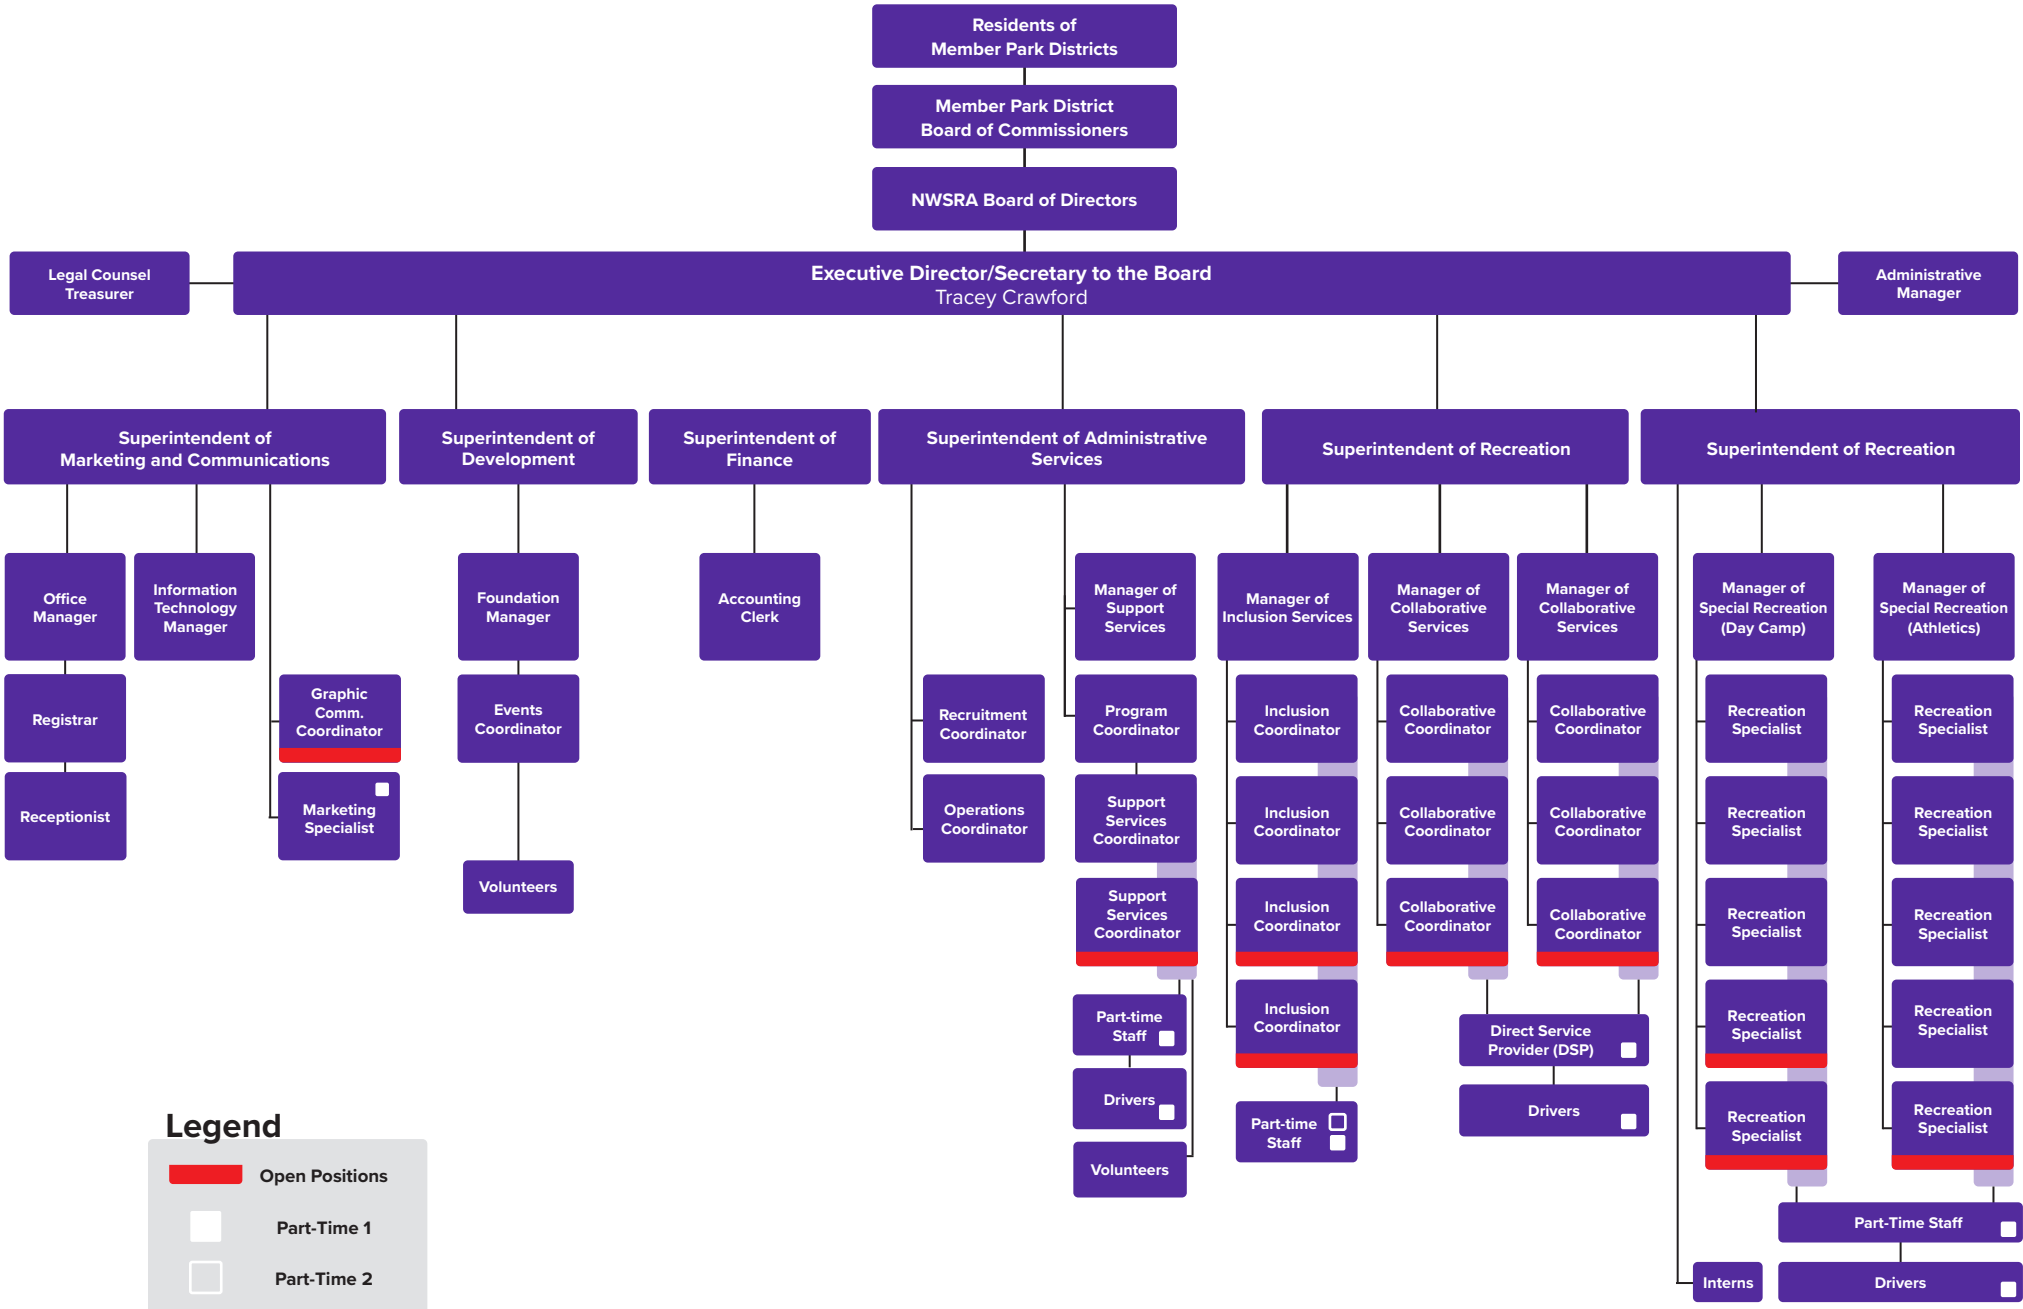 Residents of
Member Park Districts
Member Park District
Board of Commissioners
NWSRA Board of Directors
Legal Counsel
Treasurer
Executive Director/Secretary to the Board
Tracey Crawford
Administrative
Manager
Superintendent of
Marketing and Communications
Superintendent of
Development
Superintendent of
Finance
Superintendent of Administrative
Services
Superintendent of Recreation
Superintendent of Recreation
Office
Manager
Information
Technology
Manager
Registrar
Receptionist
Graphic
Comm.
Coordinator
Marketing
Specialist
Foundation
Manager
Events
Coordinator
Volunteers
Accounting
Clerk
Recruitment
Coordinator
Operations
Coordinator
Manager of
Support
Services
Program
Coordinator
Support
Services
Coordinator
Support
Services
Coordinator
Part-time
Staff
Drivers
Volunteers
Manager of
Inclusion Services
Inclusion
Coordinator
Inclusion
Coordinator
Inclusion
Coordinator
Inclusion
Coordinator
Part-time
Staff
Manager of
Collaborative
Services
Collaborative
Coordinator
Collaborative
Coordinator
Collaborative
Coordinator
Manager of
Collaborative
Services
Collaborative
Coordinator
Collaborative
Coordinator
Collaborative
Coordinator
Direct Service
Provider (DSP)
Drivers
Manager of
Special Recreation
(Day Camp)
Recreation
Specialist
Recreation
Specialist
Recreation
Specialist
Recreation
Specialist
Recreation
Specialist
Manager of
Special Recreation
(Athletics)
Recreation
Specialist
Recreation
Specialist
Recreation
Specialist
Recreation
Specialist
Recreation
Specialist
Part-Time Staff
Interns
Drivers
Legend
Open Positions
Part-Time 1
Part-Time 2